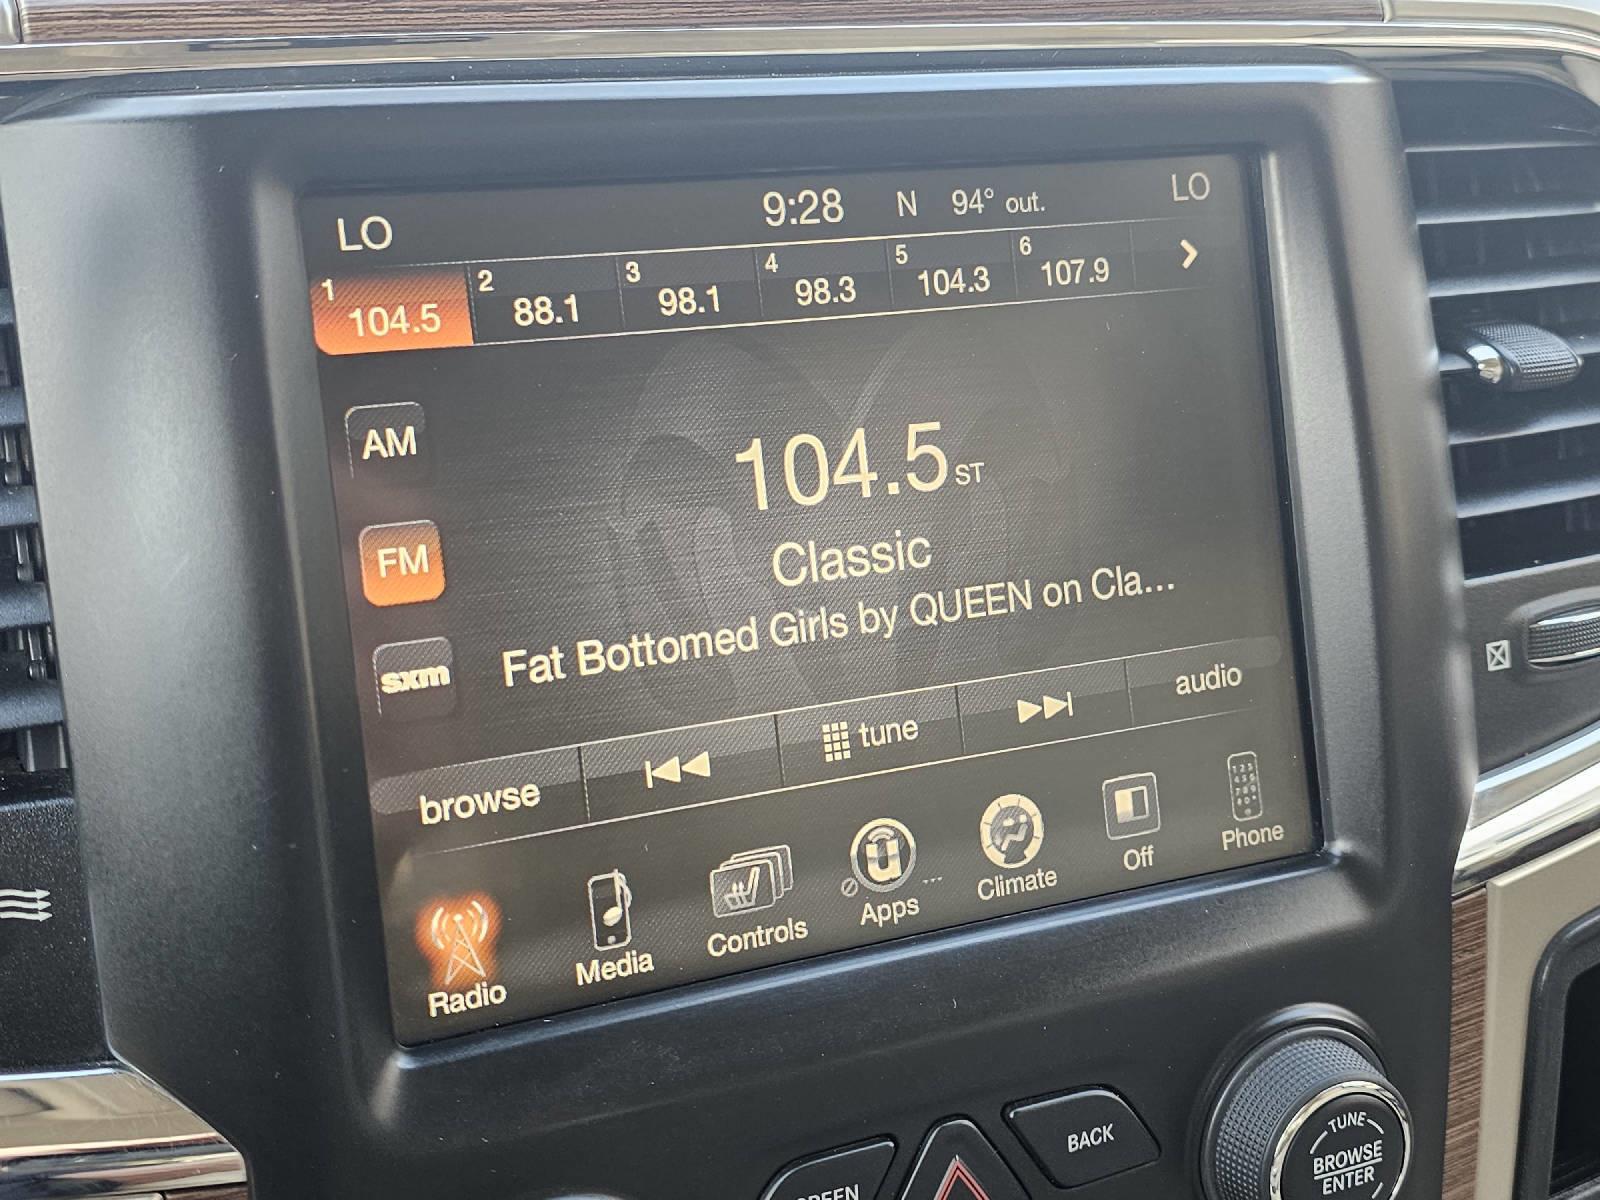 LO 9:28 N 94° out. LO
1 104.5 2 88.1 3 98.1 4 98.3 5 104.3 6 107.9
AM
104.5 ST
FM
Classic
sxm
Fat Bottomed Girls by QUEEN on Cla...
browse tune audio
Radio Media Controls Apps Climate Off Phone
BACK
TUNE
BROWSE
ENTER